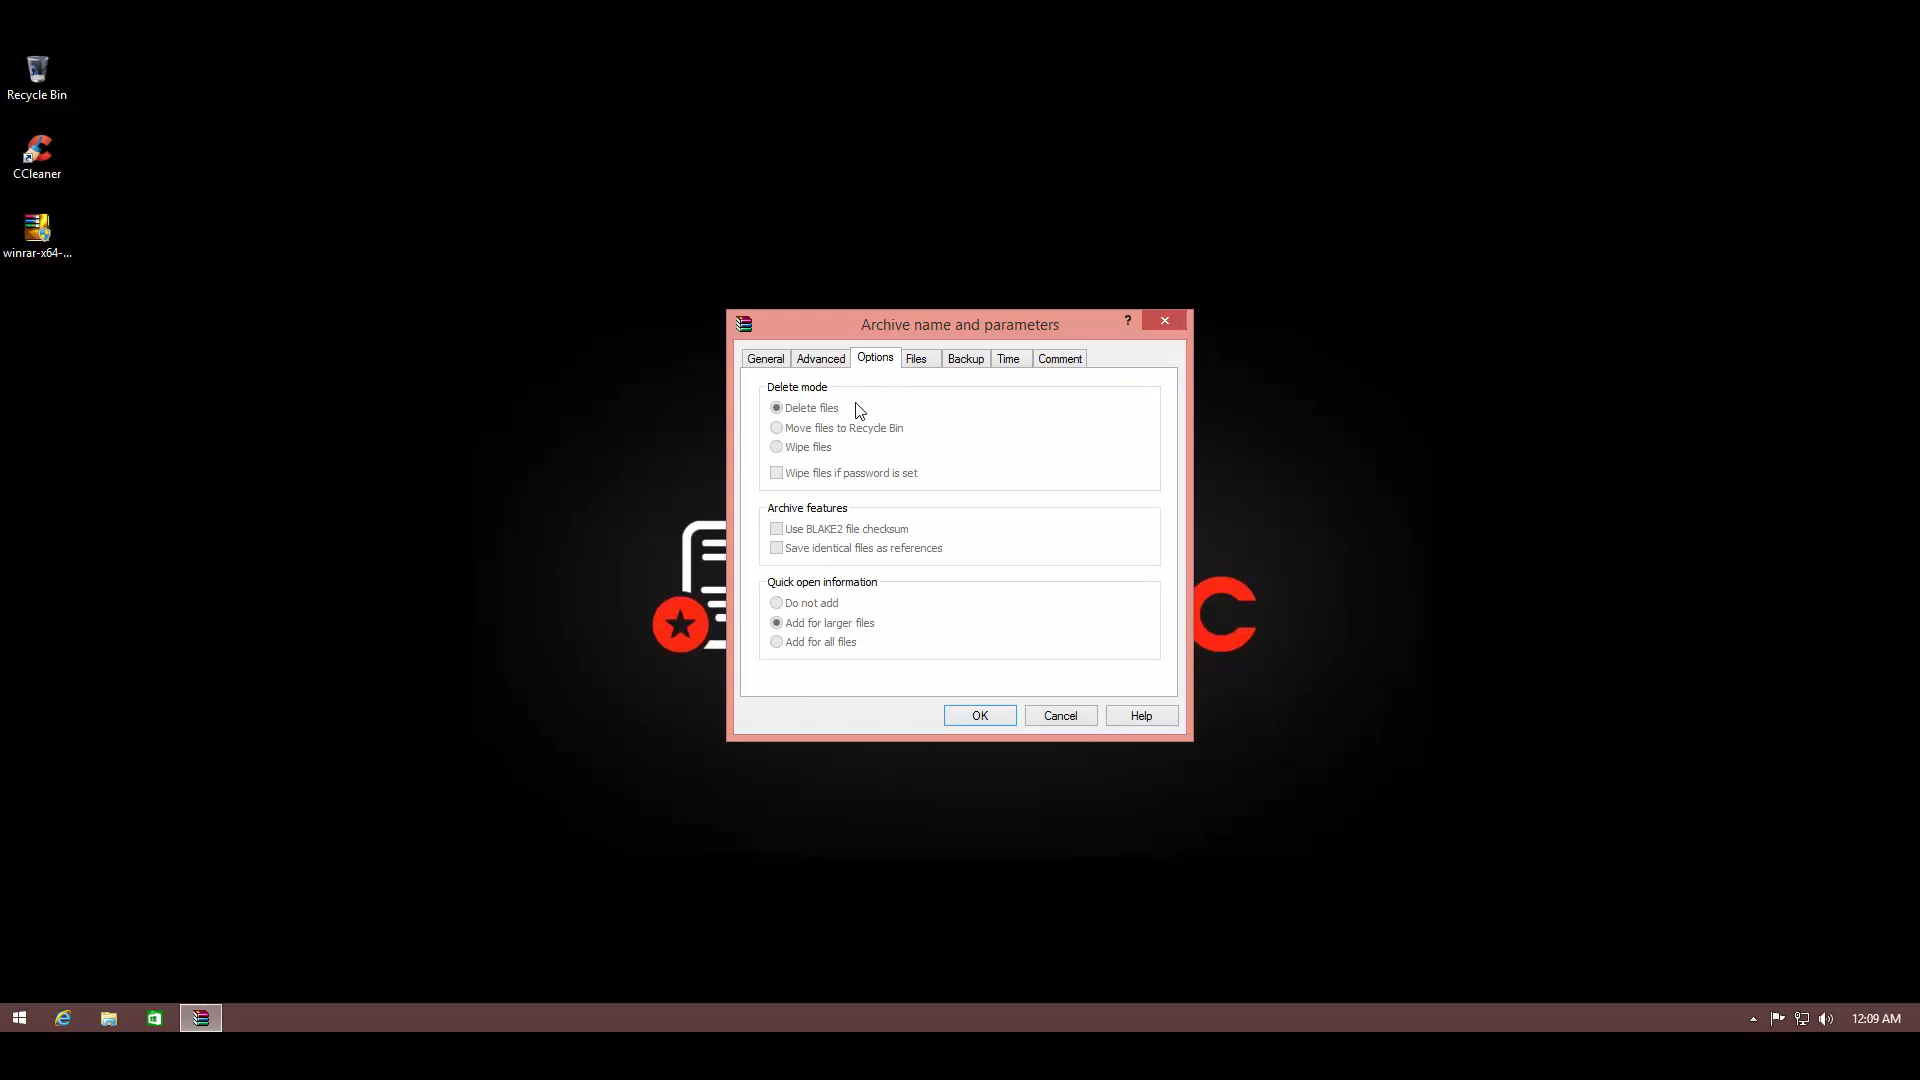 Recycle Bin
CCleaner
winrar-x64-...
Archive name and parameters
?
General Advanced Options Files Backup Time Comment
Delete mode
Delete files
Move files to Recycle Bin
Wipe files
Wipe files if password is set
Archive features
Use BLAKE2 file checksum
Save identical files as references
Quick open information
Do not add
Add for larger files
Add for all files
OK Cancel Help
C
12:09 AM